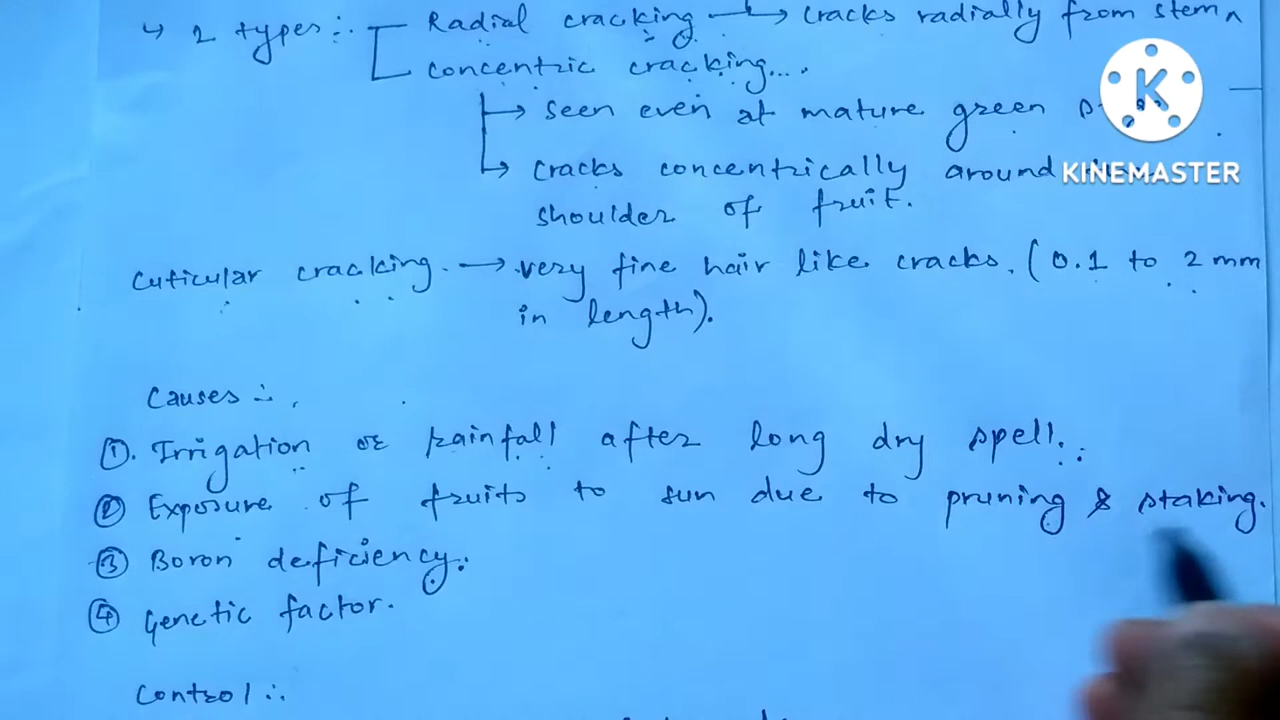 ↳ 2 types:. Radial cracking ↳ cracks radially from stem
concentric cracking...
→ seen even at mature green
K
→ cracks concentrically around
KINEMASTER
shoulder of fruit.
Cuticular cracking. → very fine hair like cracks. (0.1 to 2 mm
in length).
Causes :.
①. Irrigation or rainfall after long dry spell.
② Exposure of fruits to sun due to pruning & staking.
③ Boron deficiency.
④ Genetic factor.
Control :.